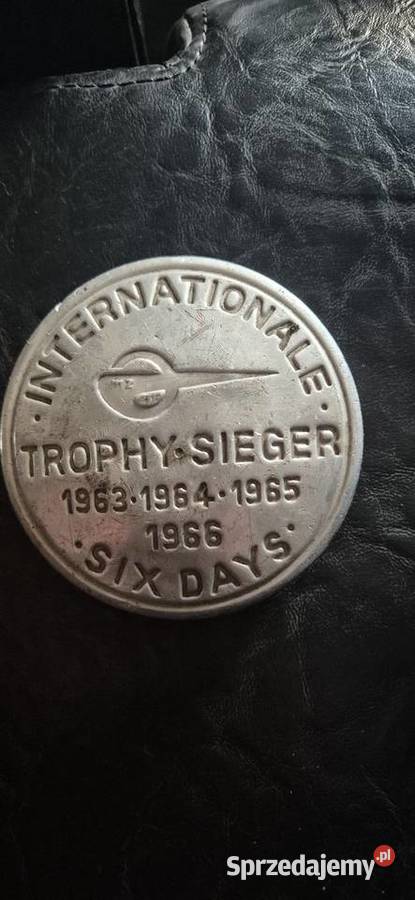 · INTERNATIONALE ·
MZ
TROPHY·SIEGER
1963·1964·1965
1966
· SIX DAYS ·
Sprzedajemy.pl